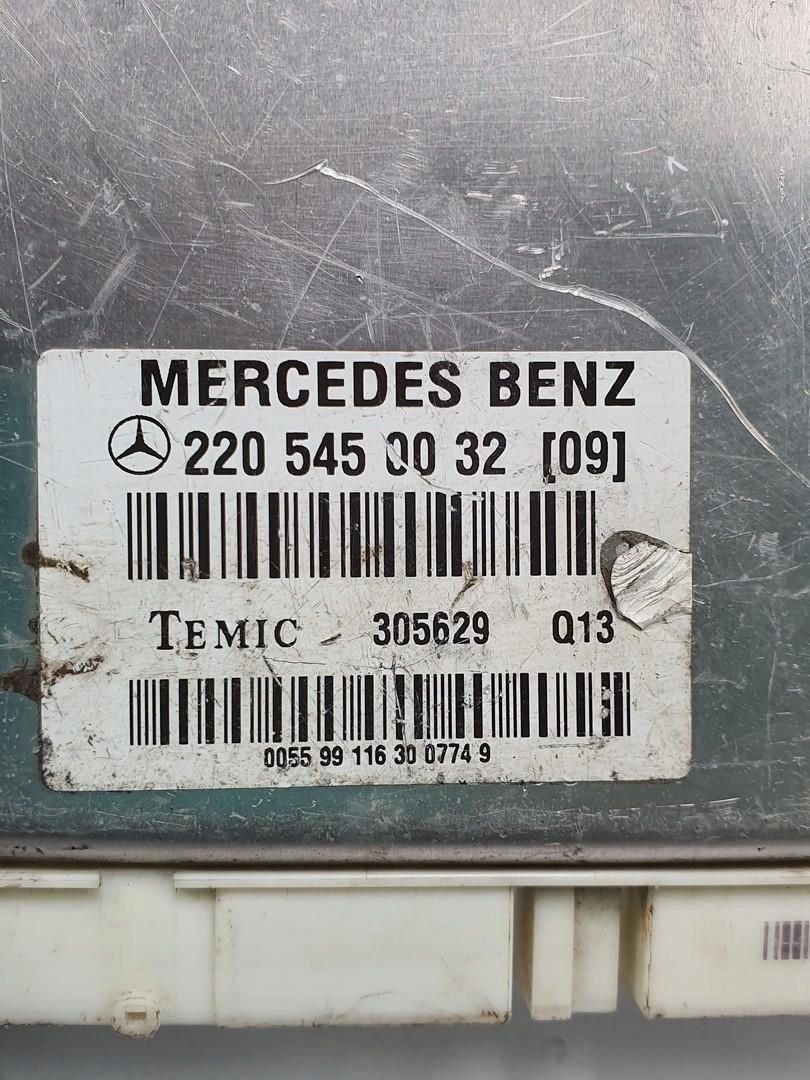 MERCEDES BENZ
220 545 00 32 [09]
TEMIC 305629 Q13
0055 99 116 30 0774 9